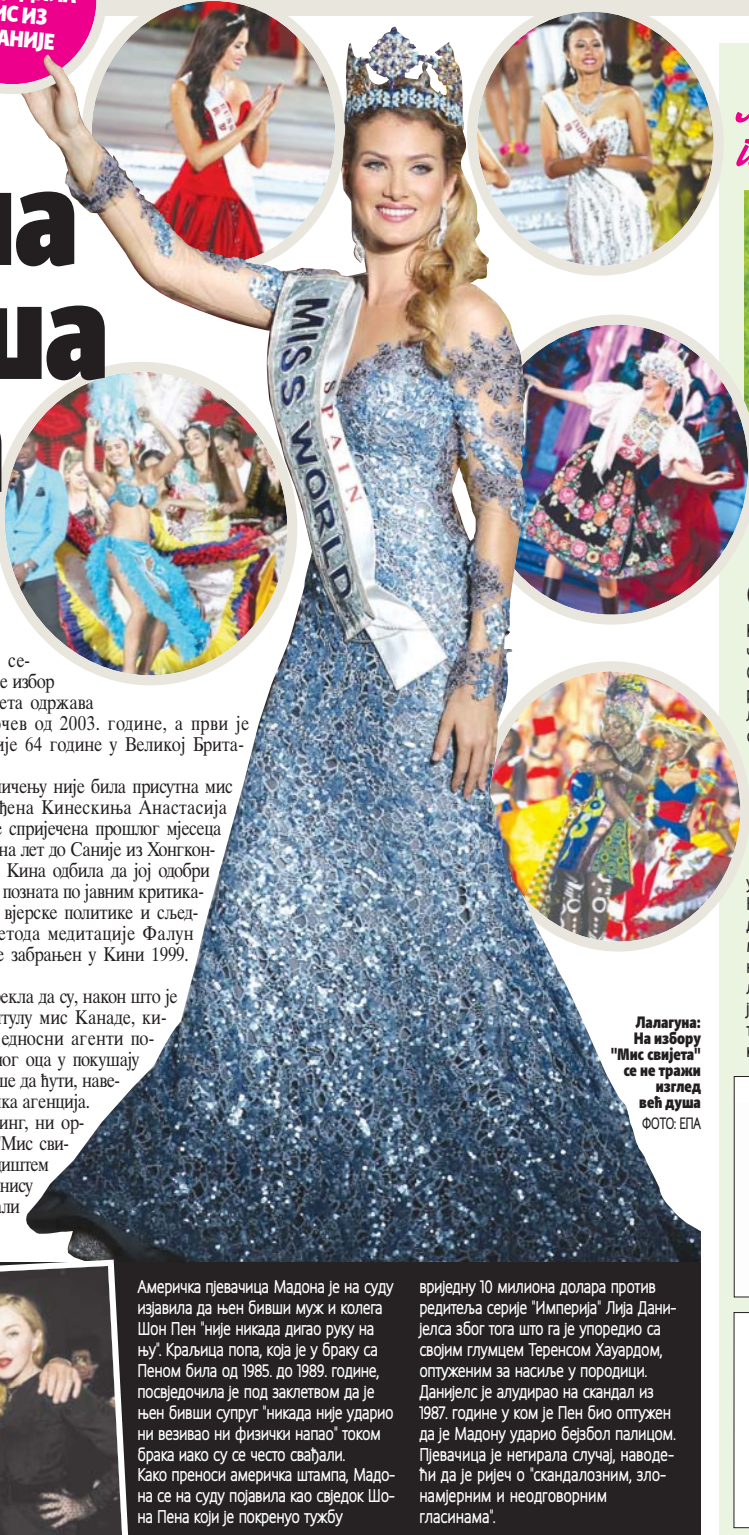 ИС ИЗ
АНИЈЕ
MISS WORLD
SPAIN
се-
е избор
ета одржава
очев од 2003. године, а први је
ије 64 године у Великој Брита-
ничењу није била присутна мис
ђена Кинескиња Анастасија
е спријечена прошлог мјесеца
на лет до Саније из Хонгкон-
Кина одбила да јој одобри
позната по јавним критика-
вјерске политике и сљед-
етода медитације Фалун
е забрањен у Кини 1999.
екла да су, након што је
тулу мис Канаде, ки-
едносни агенти по-
ог оца у покушају
ше да ћути, наве-
ка агенција.
инг, ни ор-
"Мис сви-
диштем
нису
али
Лалагуна:
На избору
"Мис свијета"
се не тражи
изглед
већ душа
ФОТО: ЕПА
Америчка пјевачица Мадона је на суду
изјавила да њен бивши муж и колега
Шон Пен "није никада дигао руку на
њу". Краљица попа, која је у браку са
Пеном била од 1985. до 1989. године,
посвједочила је под заклетвом да је
њен бивши супруг "никада није ударио
ни везивао ни физички напао" током
брака иако су се често свађали.
Како преноси америчка штампа, Мадо-
на се на суду појавила као свједок Шо-
на Пена који је покренуо тужбу
вриједну 10 милиона долара против
редитеља серије "Империја" Лија Дани-
јелса због тога што га је упоредио са
својим глумцем Теренсом Хауардом,
оптуженим за насиље у породици.
Данијелс је алудирао на скандал из
1987. године у ком је Пен био оптужен
да је Мадону ударио бејзбол палицом.
Пјевачица је негирала случај, наводе-
ћи да је ријеч о "скандалозним, зло-
намјерним и неодговорним
гласинама".